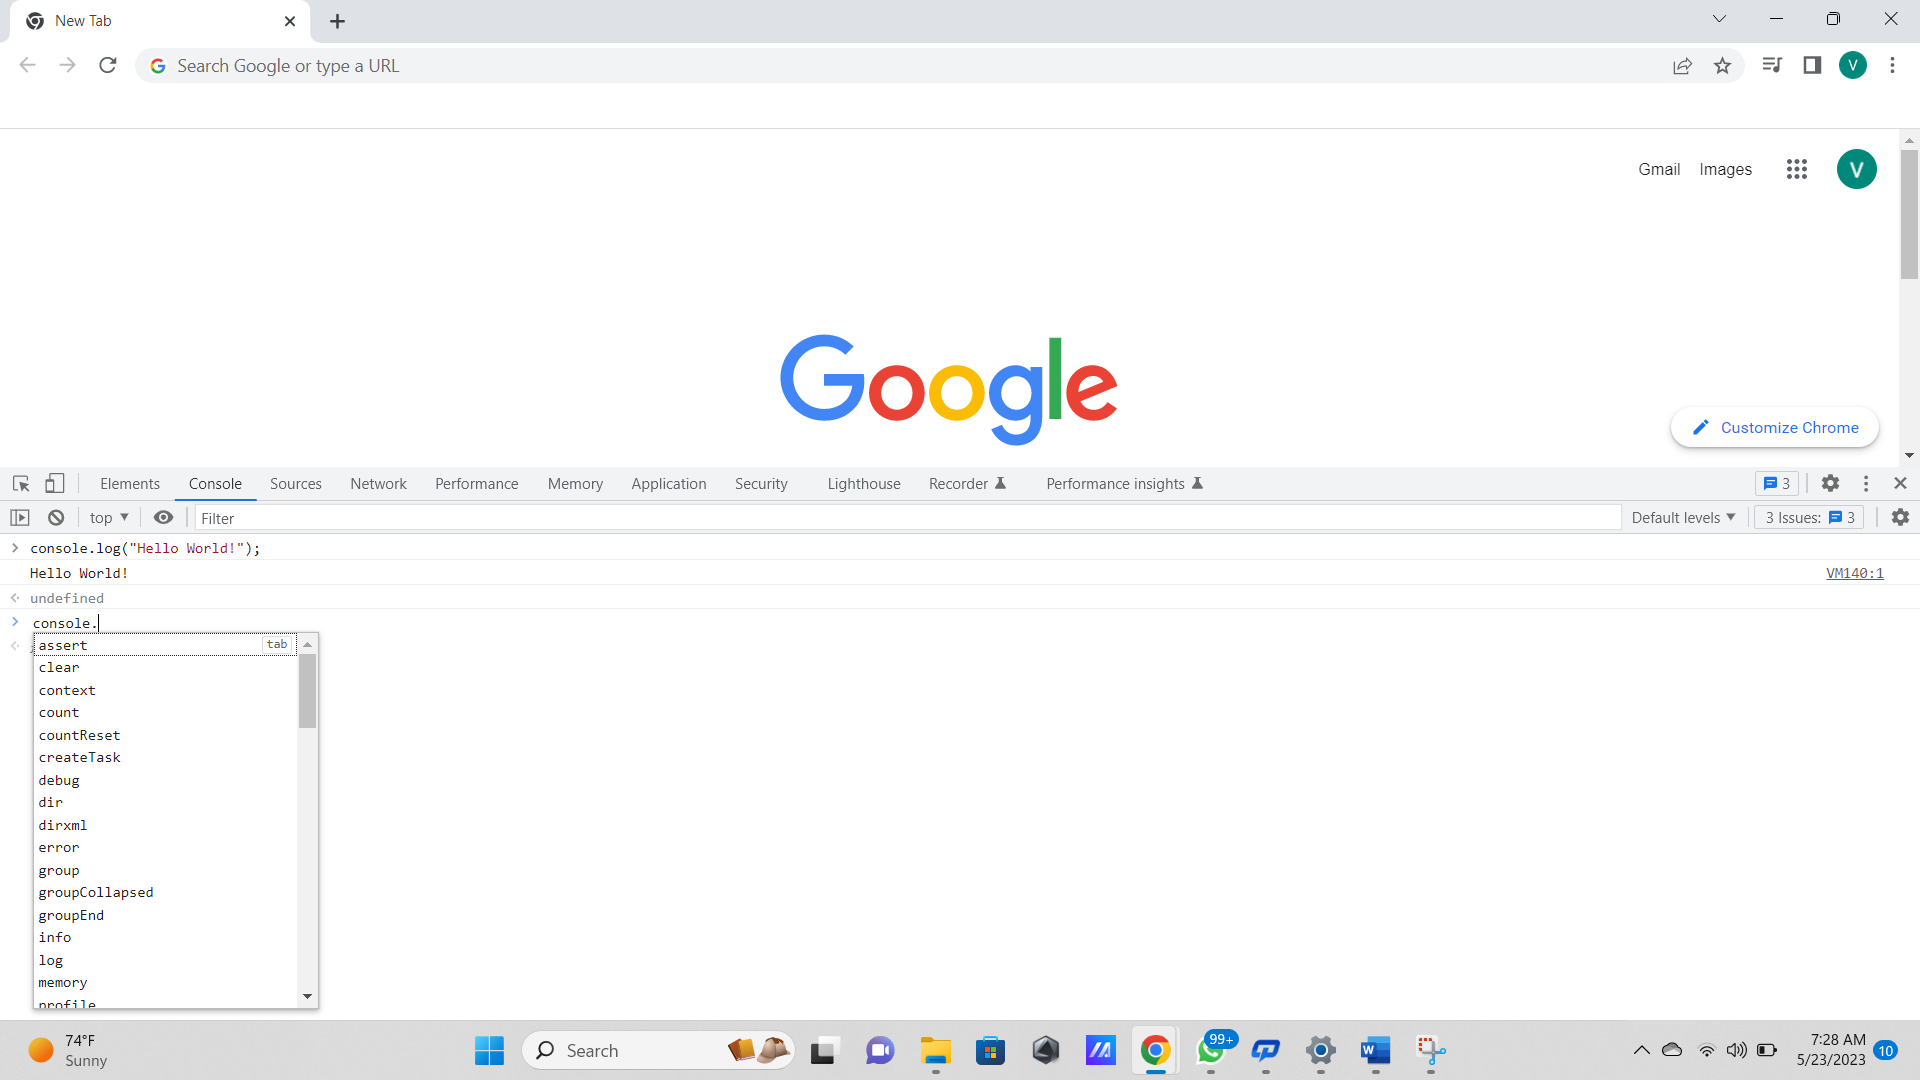 New Tab
Search Google or type a URL
V
Gmail Images
V
Google
Customize Chrome
Elements Console Sources Network Performance Memory Application Security Lighthouse Recorder Performance insights 3
top Filter Default levels 3 Issues: 3
console.log("Hello World!");
Hello World! VM140:1
undefined
console.
assert tab
clear
context
count
countReset
createTask
debug
dir
dirxml
error
group
groupCollapsed
groupEnd
info
log
memory
profile
74°F
Sunny
Search
99+
W
7:28 AM
5/23/2023
10